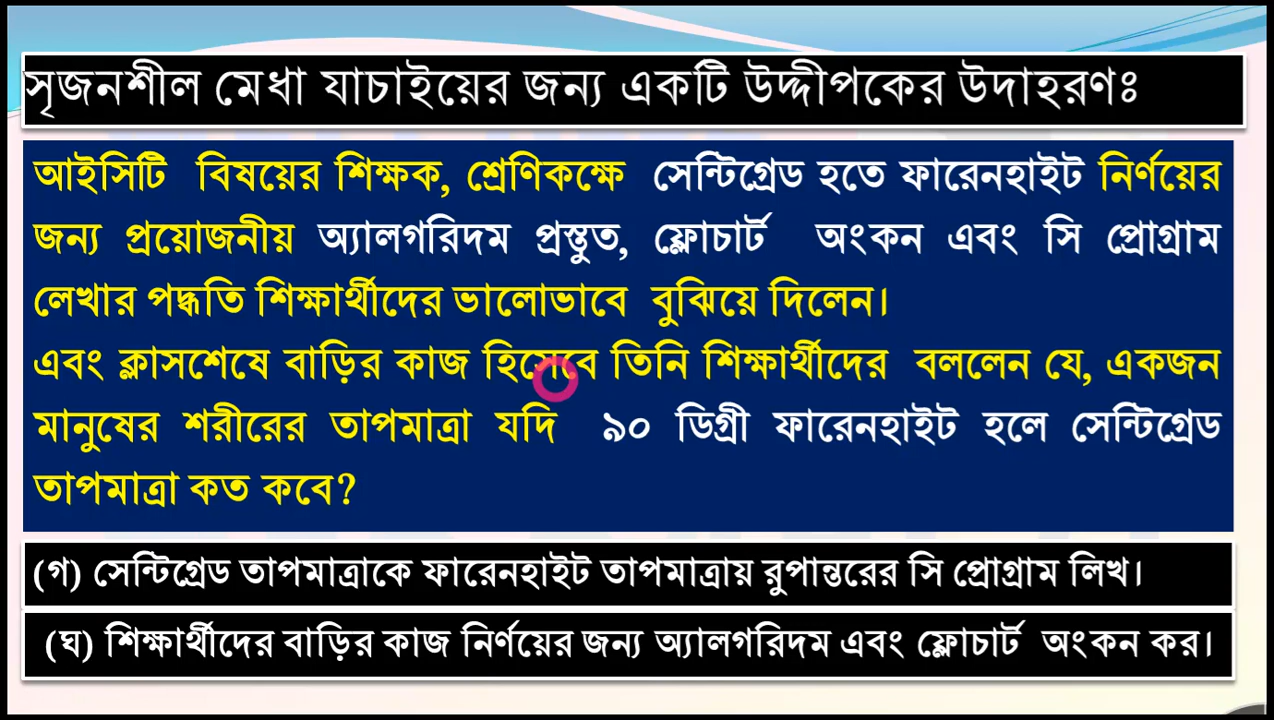 সৃজনশীল মেধা যাচাইয়ের জন্য একটি উদ্দীপকের উদাহরণঃ
আইসিটি বিষয়ের শিক্ষক, শ্রেণিকক্ষে সেন্টিগ্রেড হতে ফারেনহাইট নির্ণয়ের
জন্য প্রয়োজনীয় অ্যালগরিদম প্রস্তুত, ফ্লোচার্ট অংকন এবং সি প্রোগ্রাম
লেখার পদ্ধতি শিক্ষার্থীদের ভালোভাবে বুঝিয়ে দিলেন।
এবং ক্লাসশেষে বাড়ির কাজ হিসেবে তিনি শিক্ষার্থীদের বললেন যে, একজন
মানুষের শরীরের তাপমাত্রা যদি ৯০ ডিগ্রী ফারেনহাইট হলে সেন্টিগ্রেড
তাপমাত্রা কত কবে?
(গ) সেন্টিগ্রেড তাপমাত্রাকে ফারেনহাইট তাপমাত্রায় রুপান্তরের সি প্রোগ্রাম লিখ।
(ঘ) শিক্ষার্থীদের বাড়ির কাজ নির্ণয়ের জন্য অ্যালগরিদম এবং ফ্লোচার্ট অংকন কর।